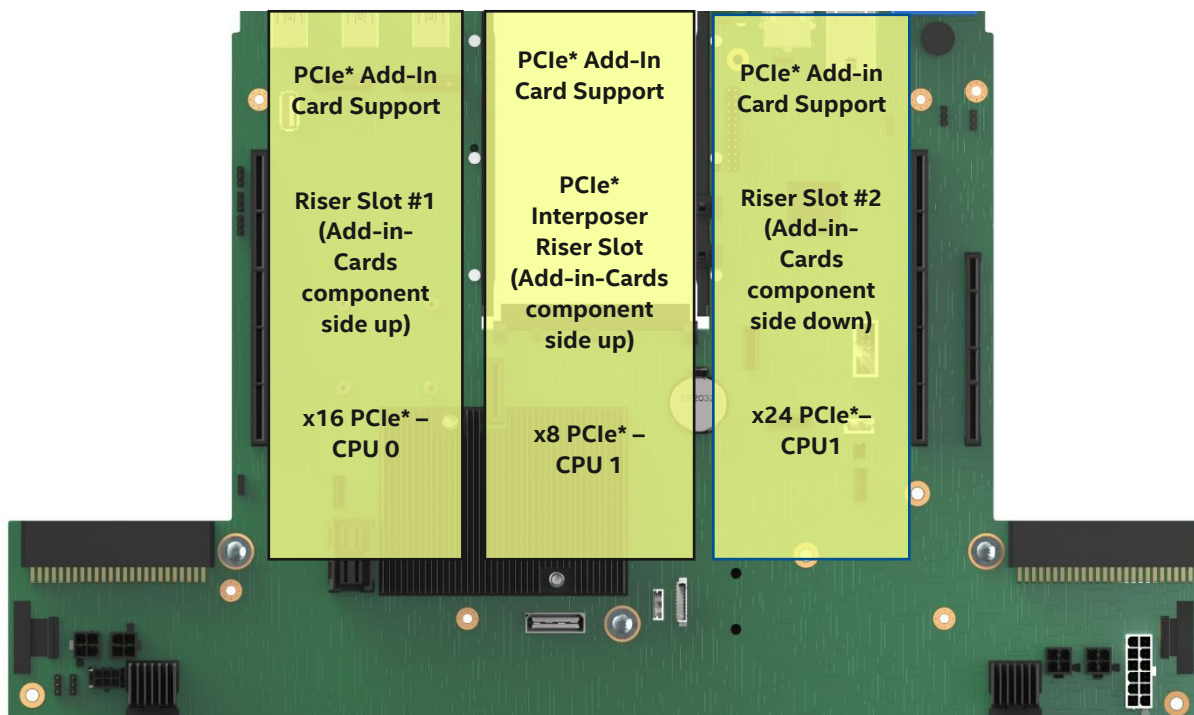 PCIe* Add-In
Card Support
Riser Slot #1
(Add-in-
Cards
component
side up)
x16 PCIe* –
CPU 0
PCIe* Add-In
Card Support
PCIe*
Interposer
Riser Slot
(Add-in-Cards
component
side up)
x8 PCIe* –
CPU 1
PCIe* Add-in
Card Support
Riser Slot #2
(Add-in-
Cards
component
side down)
x24 PCIe*–
CPU1